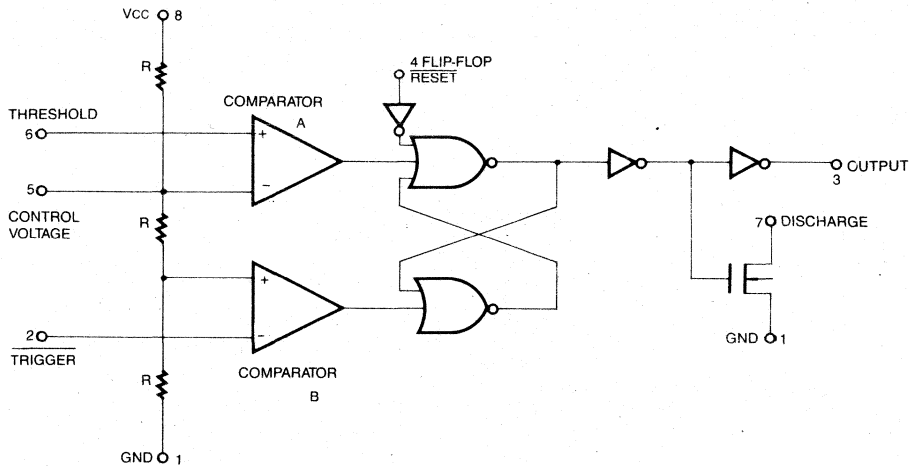 VCC 8
R
4 FLIP-FLOP
RESET
COMPARATOR
A
THRESHOLD
6
+
−
5
CONTROL
VOLTAGE
R
3 OUTPUT
7 DISCHARGE
GND 1
+
−
2
TRIGGER
COMPARATOR
B
R
GND 1